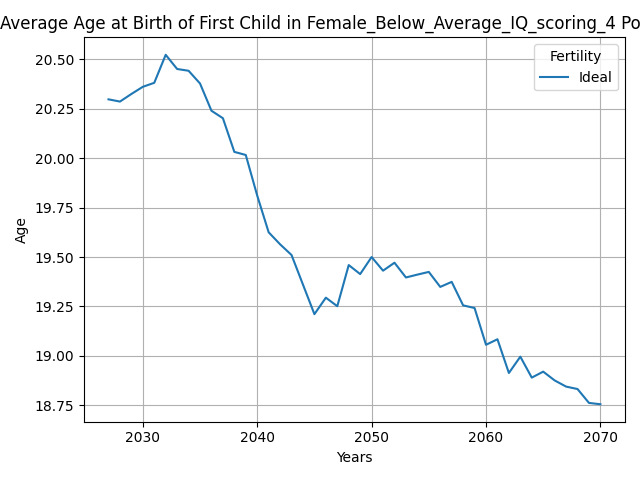 Average Age at Birth of First Child in Female_Below_Average_IQ_scoring_4 Po
Fertility
Ideal
20.50
20.25
20.00
19.75
19.50
19.25
19.00
18.75
Age
2030 2040 2050 2060 2070
Years